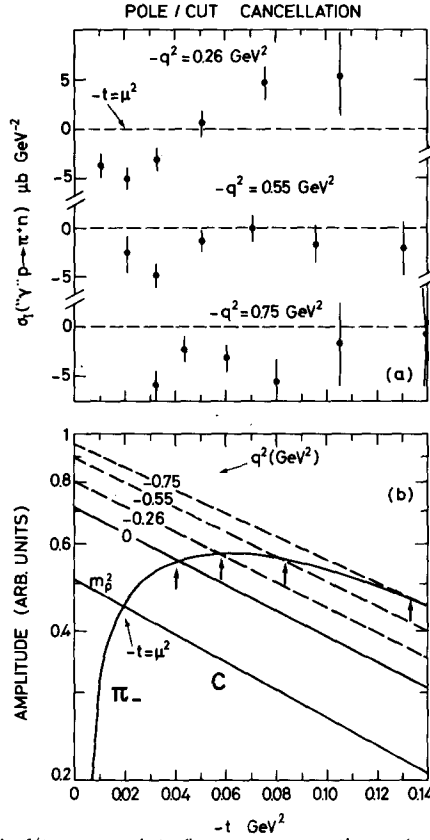 POLE / CUT CANCELLATION
-q² = 0.26 GeV²
-t = μ²
5
0
-5
-q² = 0.55 GeV²
0
-5
-q² = 0.75 GeV²
0
-5
(a)
σ_I ("γ" p → π⁺n) μb GeV⁻²
1
0.8
0.6
0.4
0.2
q² (GeV²)
(b)
-0.75
-0.55
-0.26
0
m_ρ²
-t = μ²
π_
C
AMPLITUDE (ARB. UNITS)
0 0.02 0.04 0.06 0.08 0.10 0.12 0.14
-t GeV²